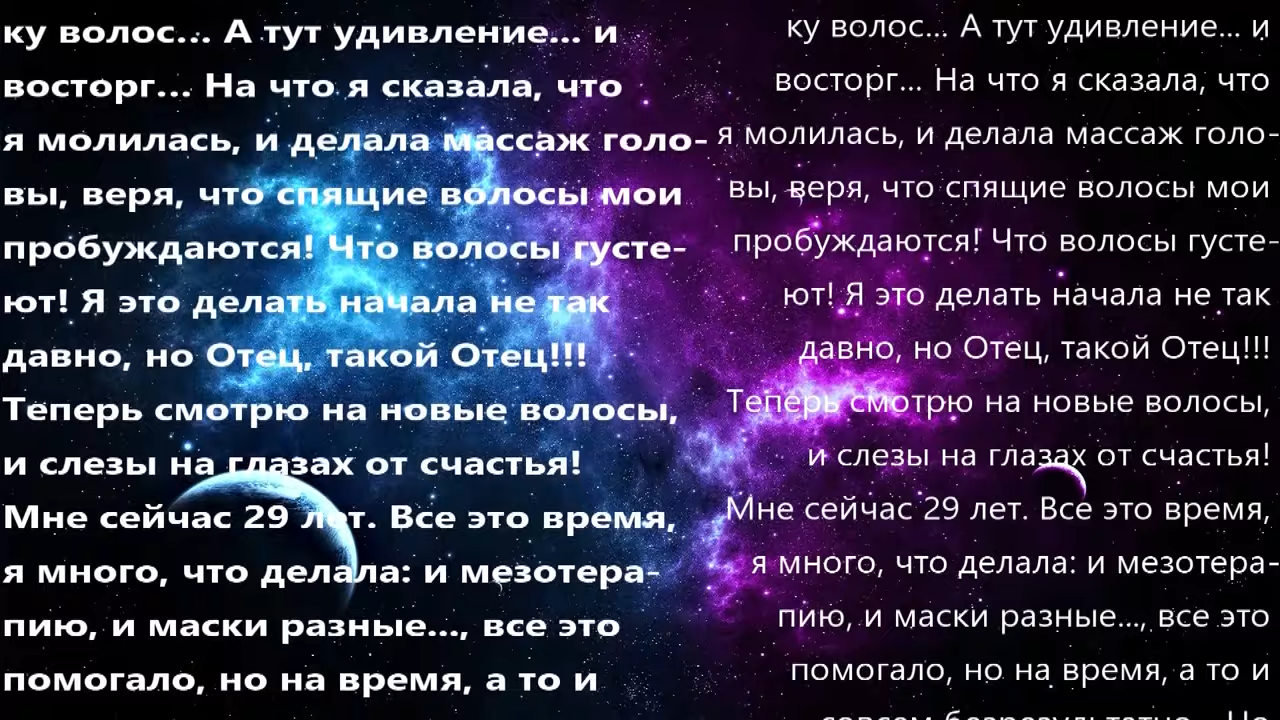 ку волос... А тут удивление... и
восторг... На что я сказала, что
я молилась, и делала массаж голо-
вы, веря, что спящие волосы мои
пробуждаются! Что волосы густе-
ют! Я это делать начала не так
давно, но Отец, такой Отец!!!
Теперь смотрю на новые волосы,
и слезы на глазах от счастья!
Мне сейчас 29 лет. Все это время,
я много, что делала: и мезотера-
пию, и маски разные..., все это
помогало, но на время, а то и
ку волос... А тут удивление... и
восторг... На что я сказала, что
я молилась, и делала массаж голо-
вы, веря, что спящие волосы мои
пробуждаются! Что волосы густе-
ют! Я это делать начала не так
давно, но Отец, такой Отец!!!
Теперь смотрю на новые волосы,
и слезы на глазах от счастья!
Мне сейчас 29 лет. Все это время,
я много, что делала: и мезотера-
пию, и маски разные..., все это
помогало, но на время, а то и